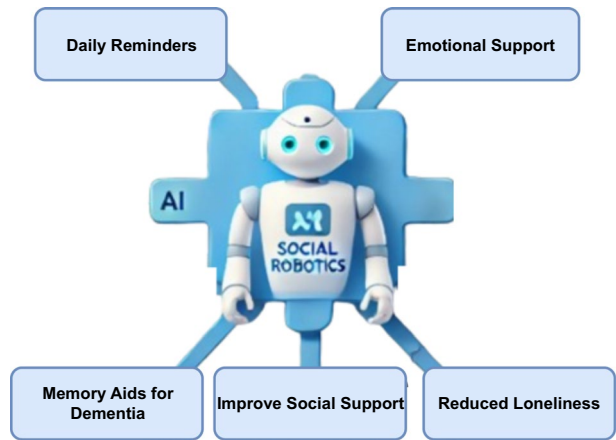 Daily Reminders
Emotional Support
AI
SOCIAL
ROBOTICS
Memory Aids for
Dementia
Improve Social Support
Reduced Loneliness